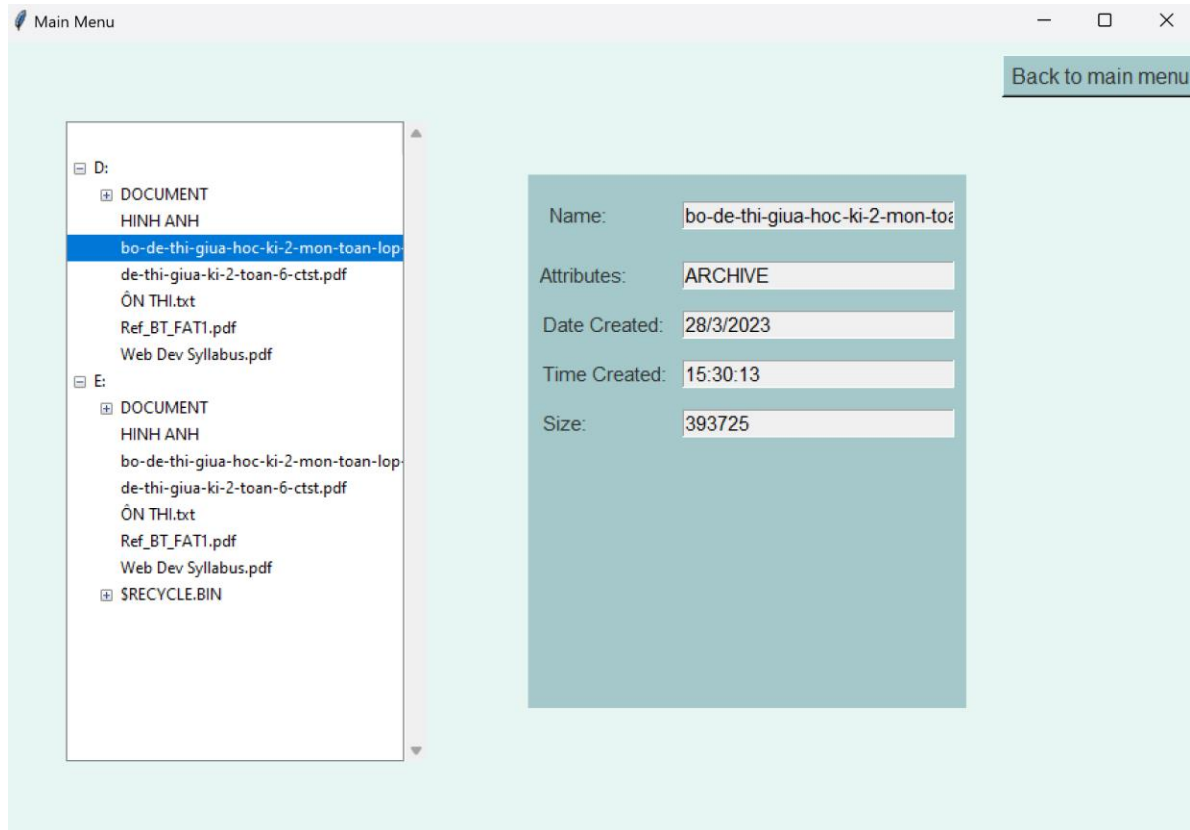 Main Menu
Back to main menu
D:
DOCUMENT
HINH ANH
bo-de-thi-giua-hoc-ki-2-mon-toan-lop-
de-thi-giua-ki-2-toan-6-ctst.pdf
ÔN THI.txt
Ref_BT_FAT1.pdf
Web Dev Syllabus.pdf
E:
DOCUMENT
HINH ANH
bo-de-thi-giua-hoc-ki-2-mon-toan-lop-
de-thi-giua-ki-2-toan-6-ctst.pdf
ÔN THI.txt
Ref_BT_FAT1.pdf
Web Dev Syllabus.pdf
$RECYCLE.BIN
Name: bo-de-thi-giua-hoc-ki-2-mon-toa
Attributes: ARCHIVE
Date Created: 28/3/2023
Time Created: 15:30:13
Size: 393725